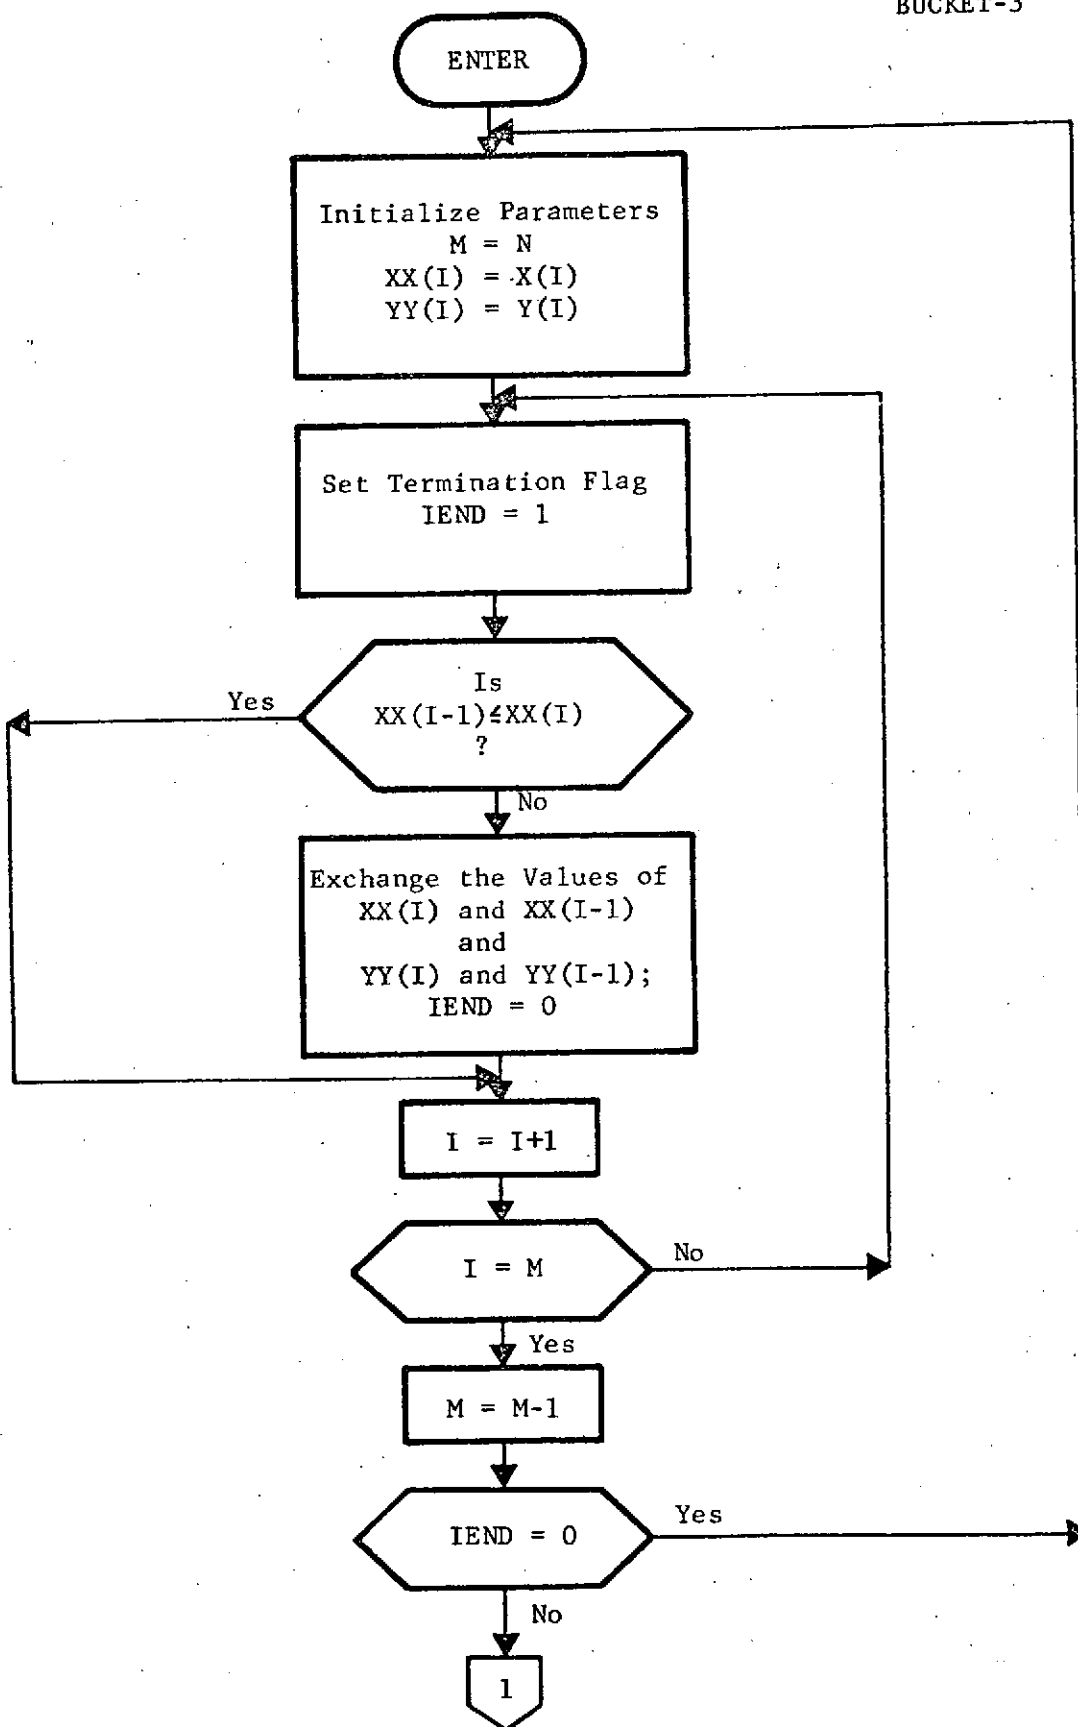 BUCKET-3
ENTER
Initialize Parameters
M = N
XX(I) = X(I)
YY(I) = Y(I)
Set Termination Flag
IEND = 1
Is
XX(I-1)≤XX(I)
?
Yes
No
Exchange the Values of
XX(I) and XX(I-1)
and
YY(I) and YY(I-1);
IEND = 0
I = I+1
I = M
No
Yes
M = M-1
IEND = 0
Yes
No
1